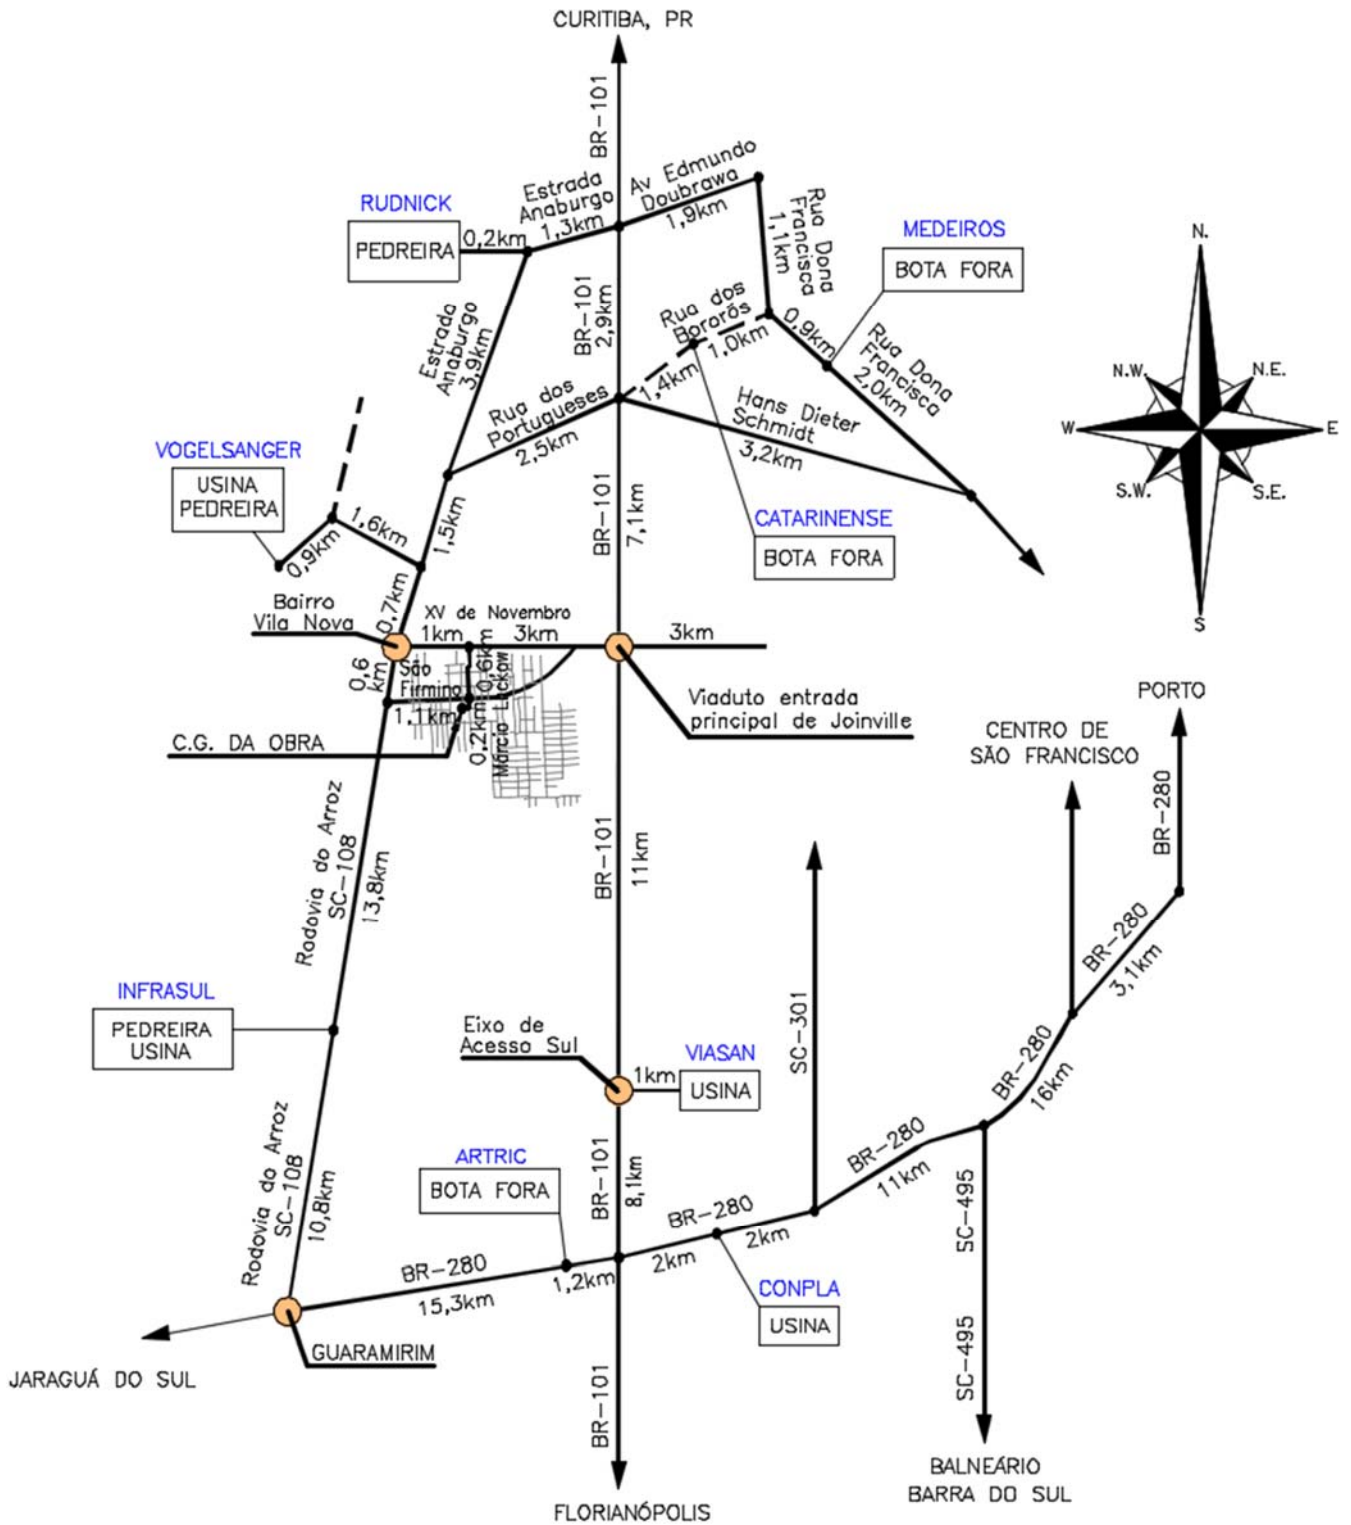 CURITIBA, PR
BR-101
Estrada
Anaburgo
1,3km
Av Edmundo
Doubrawa
1,9km
RUDNICK
PEDREIRA
0,2km
Rua Dona
Francisca
1,1km
MEDEIROS
BOTA FORA
N.
N.W.
N.E.
W
E
S.W.
S.E.
S
Estrada
Anaburgo
3,9km
BR-101
2,9km
Rua dos
Bororós
1,0km
1,4km
0,9km
Rua Dona
Francisca
2,0km
Rua dos
Portugueses
2,5km
Hans Dieter
Schmidt
3,2km
VOGELSANGER
USINA
PEDREIRA
1,6km
0,9km
1,5km
BR-101
7,1km
CATARINENSE
BOTA FORA
0,7km
Bairro
Vila Nova
XV de Novembro
1km
3km
3km
0,6
km
São
Firmino
1,1km
0,6km
0,2km
Márcio Luckow
C.G. DA OBRA
Viaduto entrada
principal de Joinville
PORTO
CENTRO DE
SÃO FRANCISCO
BR-280
Rodovia do Arroz
SC-108
13,8km
BR-101
11km
BR-280
3,1km
INFRASUL
PEDREIRA
USINA
Eixo de
Acesso Sul
VIASAN
1km
USINA
SC-301
BR-280
16km
Rodovia do Arroz
SC-108
10,8km
ARTRIC
BOTA FORA
BR-101
8,1km
BR-280
11km
SC-495
BR-280
15,3km
1,2km
BR-280
2km
2km
CONPLA
USINA
GUARAMIRIM
JARAGUÁ DO SUL
BR-101
SC-495
FLORIANÓPOLIS
BALNEÁRIO
BARRA DO SUL